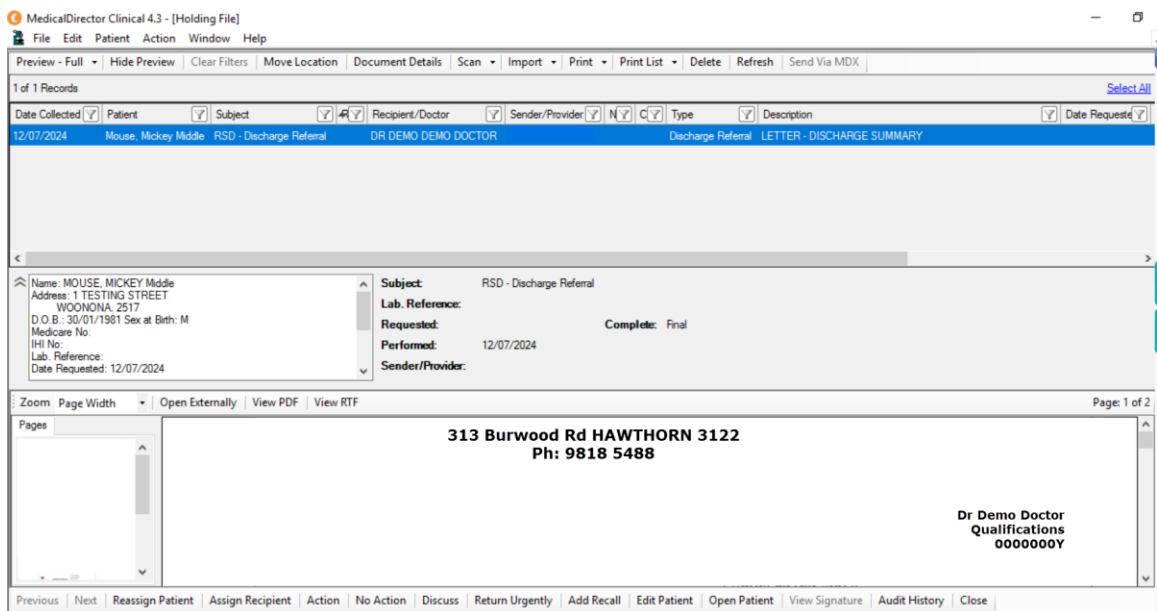 MedicalDirector Clinical 4.3 - [Holding File]
File Edit Patient Action Window Help
Preview - Full Hide Preview Clear Filters Move Location Document Details Scan Import Print Print List Delete Refresh Send Via MDX
1 of 1 Records Select All
Date Collected Patient Subject Recipient/Doctor Sender/Provider N C Type Description Date Requeste
12/07/2024 Mouse, Mickey Middle RSD - Discharge Referral DR DEMO DEMO DOCTOR Discharge Referral LETTER - DISCHARGE SUMMARY
Name: MOUSE, MICKEY Middle
Address: 1 TESTING STREET
WOONONA. 2517
D.O.B.: 30/01/1981 Sex at Birth: M
Medicare No:
IHI No:
Lab. Reference:
Date Requested: 12/07/2024
Subject: RSD - Discharge Referral
Lab. Reference:
Requested: Complete: Final
Performed: 12/07/2024
Sender/Provider:
Zoom Page Width Open Externally View PDF View RTF Page: 1 of 2
Pages
313 Burwood Rd HAWTHORN 3122
Ph: 9818 5488
Dr Demo Doctor
Qualifications
0000000Y
Previous Next Reassign Patient Assign Recipient Action No Action Discuss Return Urgently Add Recall Edit Patient Open Patient View Signature Audit History Close